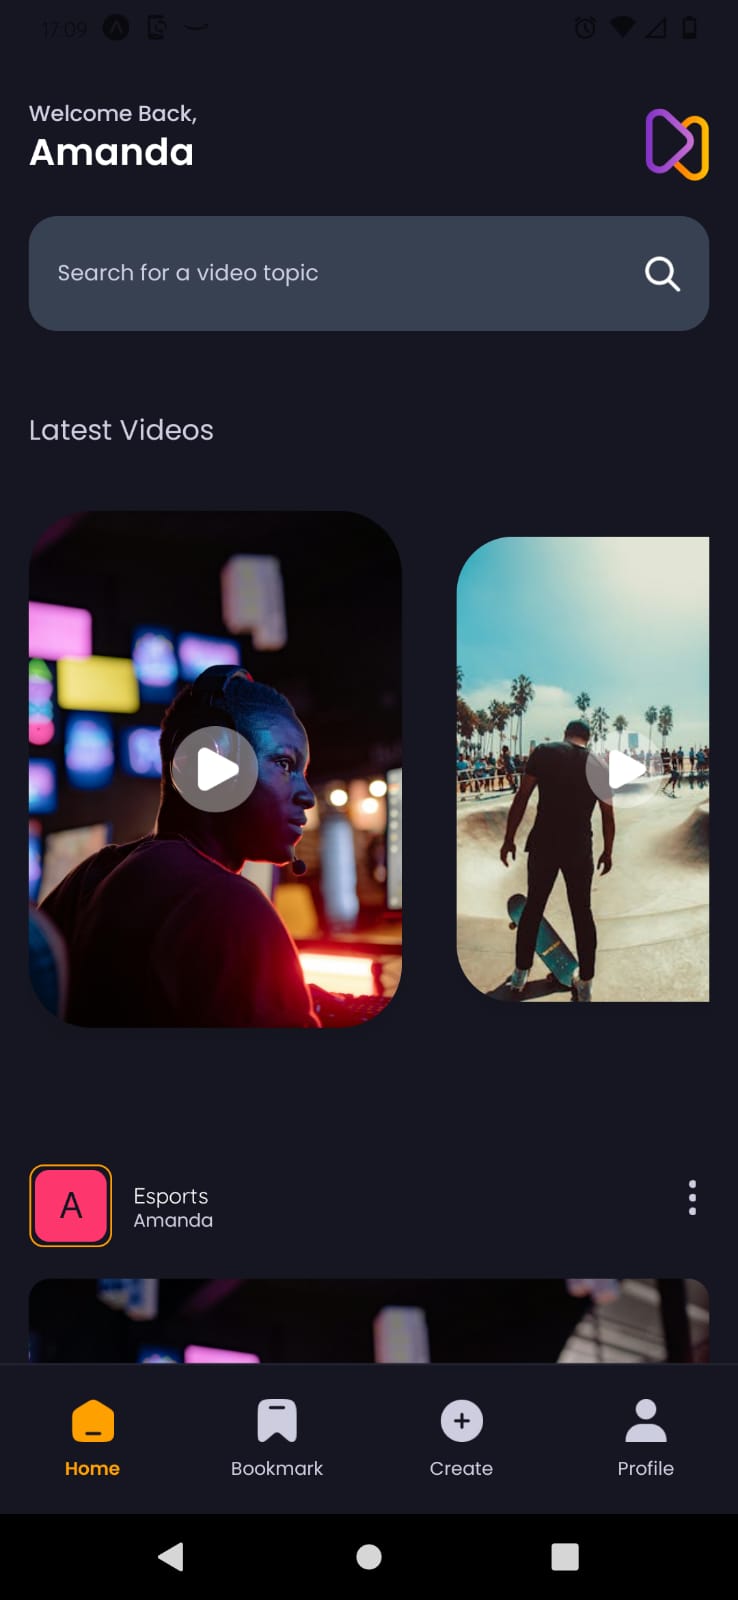 17:09
Welcome Back,
Amanda
Search for a video topic
Latest Videos
A
Esports
Amanda
Home
Bookmark
Create
Profile